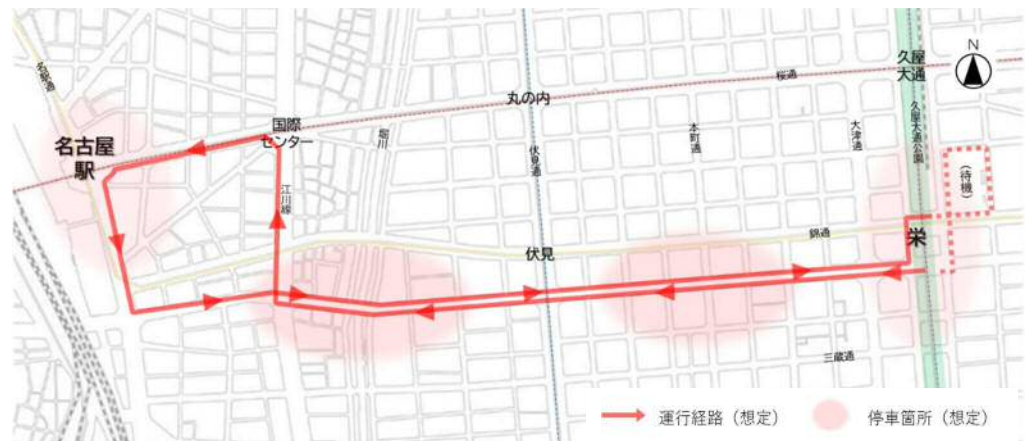 名駅通
名古屋
駅
国際
センター
江川線
堀川
丸の内
伏見通
伏見
本町通
桜通
大津通
久屋
大通
久屋大通公園
N
(待機)
錦通
栄
三蔵通
運行経路（想定）
停車箇所（想定）